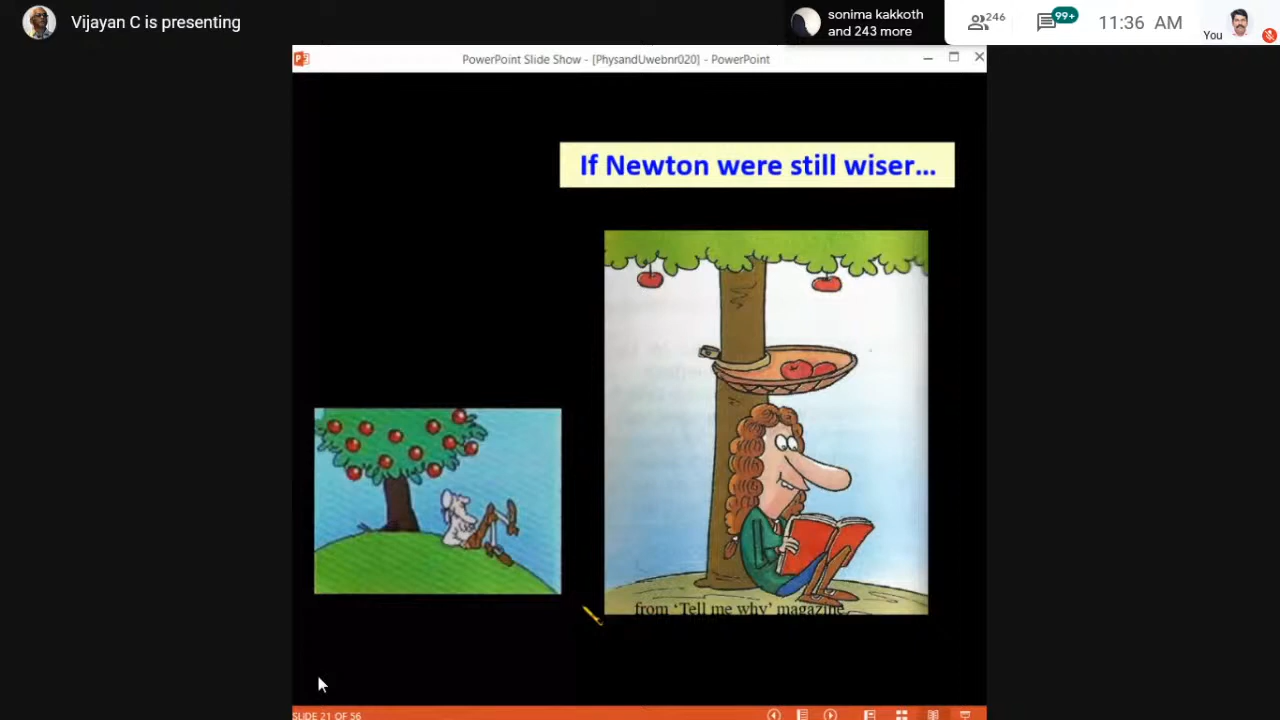 Vijayan C is presenting
sonima kakkoth
and 243 more
246
99+
11:36 AM
You
PowerPoint Slide Show - [PhysandUwebnr020] - PowerPoint
If Newton were still wiser...
from ‘Tell me why’ magazine
SLIDE 21 OF 56